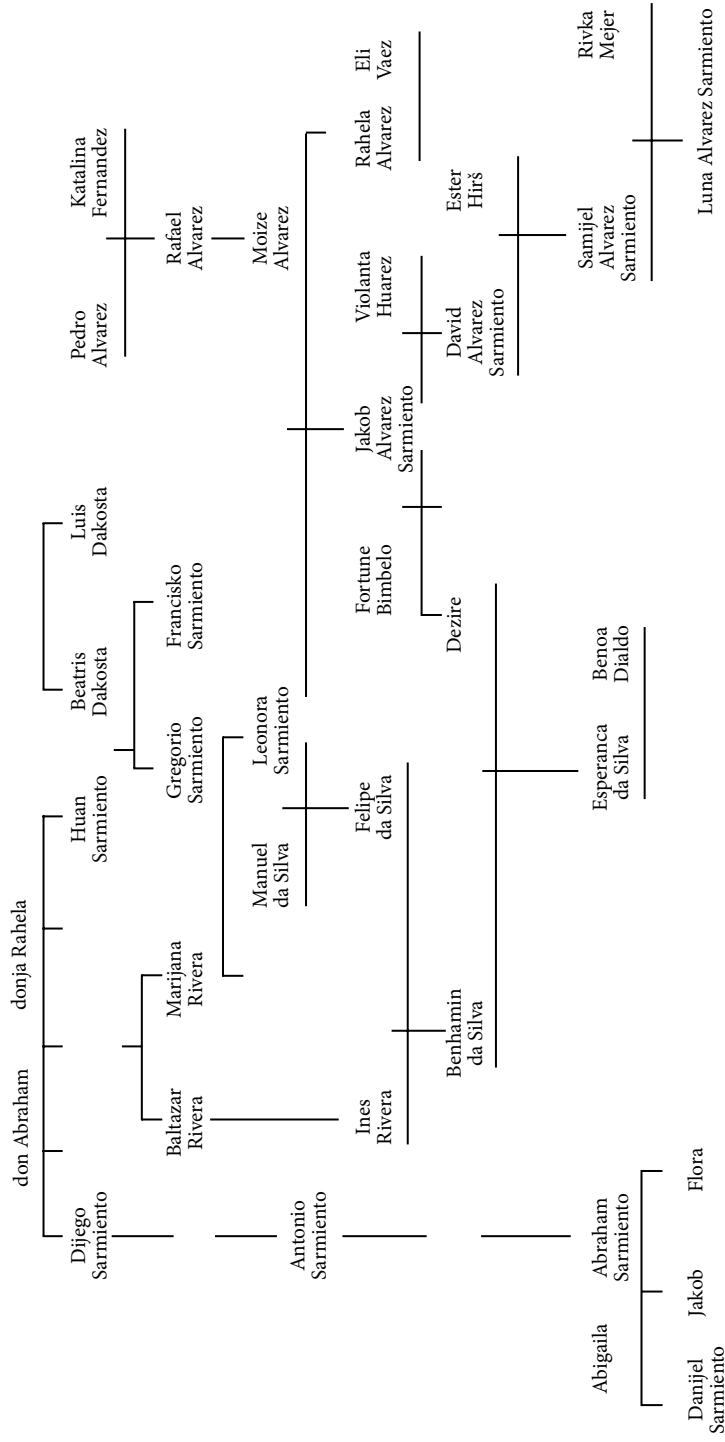 don Abraham
donja Rahela
Dijego
Sarmiento
Huan
Sarmiento
Beatris
Dakosta
Luis
Dakosta
Pedro
Alvarez
Katalina
Fernandez
Baltazar
Rivera
Marijana
Rivera
Gregorio
Sarmiento
Francisko
Sarmiento
Rafael
Alvarez
Antonio
Sarmiento
Manuel
da Silva
Leonora
Sarmiento
Moize
Alvarez
Ines
Rivera
Felipe
da Silva
Fortune
Bimbelo
Jakob
Alvarez
Sarmiento
Violanta
Huarez
Rahela
Alvarez
Eli
Vaez
Benhamin
da Silva
Dezire
David
Alvarez
Sarmiento
Ester
Hirš
Abigaila
Abraham
Sarmiento
Esperanca
da Silva
Benoa
Dialdo
Samijel
Alvarez
Sarmiento
Rivka
Mejer
Danijel
Sarmiento
Jakob
Flora
Luna Alvarez Sarmiento